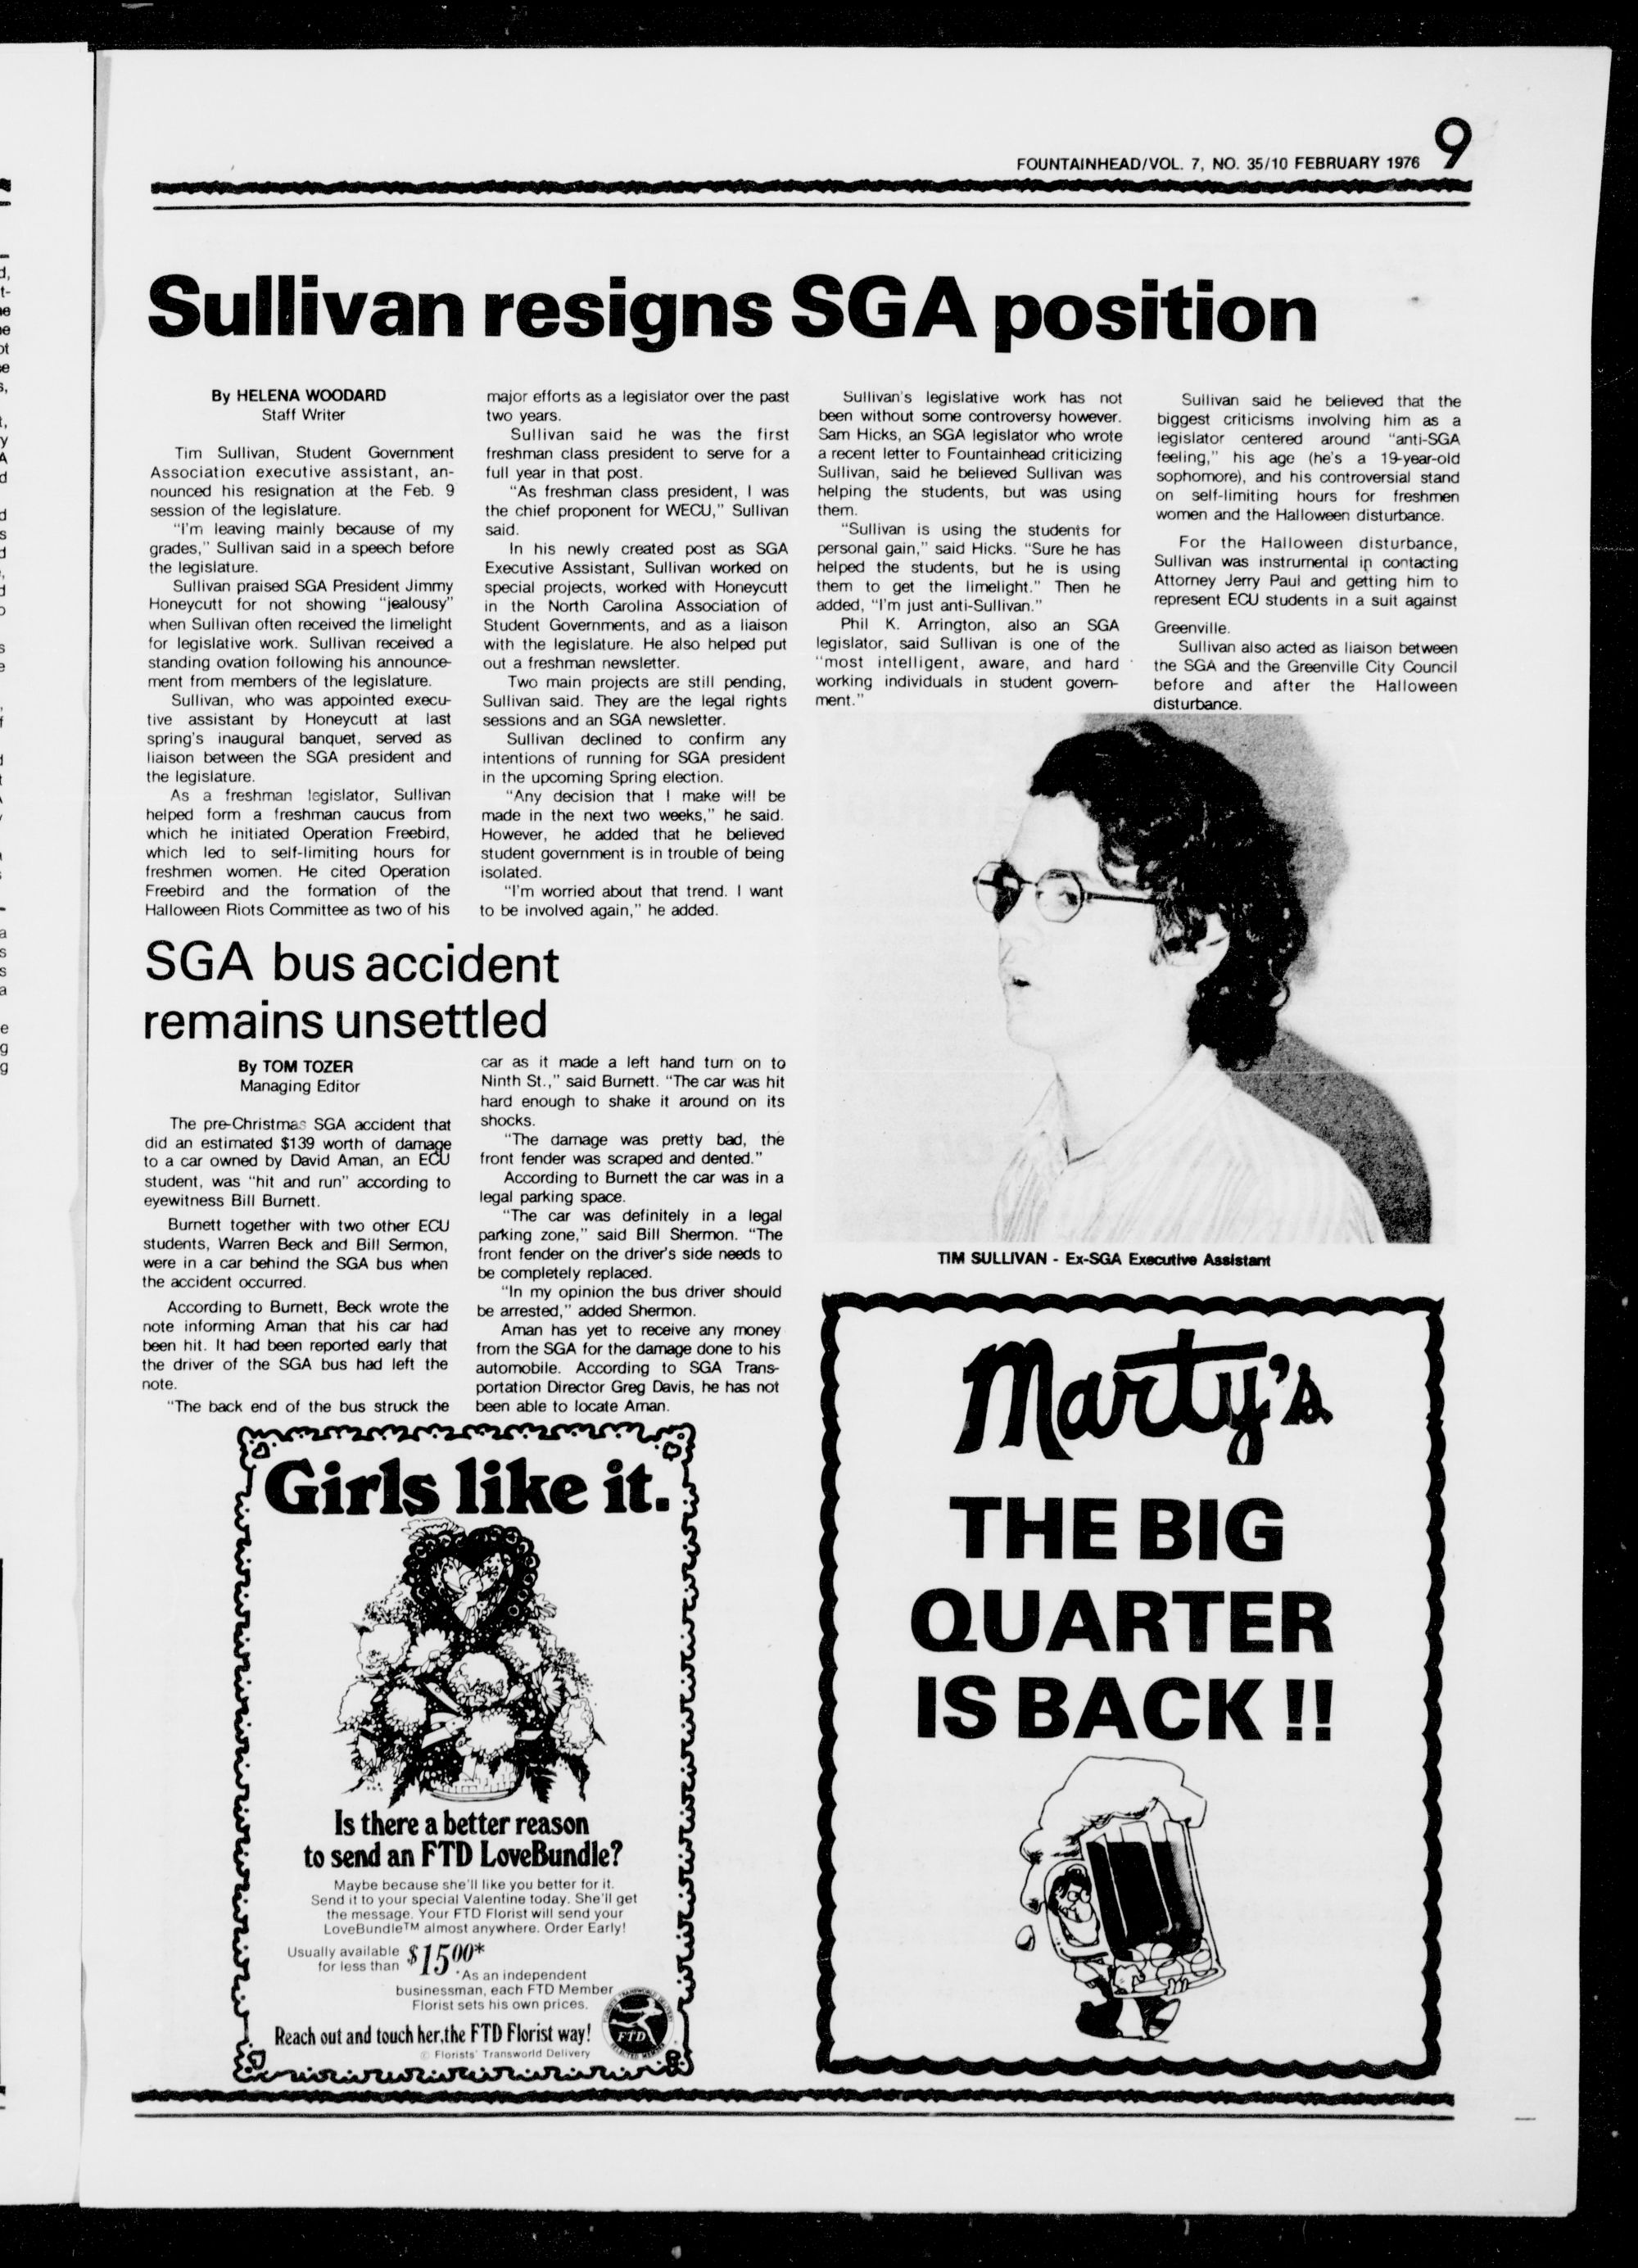 FOUNTAINHEAD/VOL. 7, NO. 35/10 FEBRUARY 1976 9
Sullivan resigns SGA position
By HELENA WOODARD
Staff Writer
Tim Sullivan, Student Government
Association executive assistant, an-
nounced his resignation at the Feb. 9
session of the legislature.
"I'm leaving mainly because of my
grades," Sullivan said in a speech before
the legislature.
Sullivan praised SGA President Jimmy
Honeycutt for not showing "jealousy"
when Sullivan often received the limelight
for legislative work. Sullivan received a
standing ovation following his announce-
ment from members of the legislature.
Sullivan, who was appointed execu-
tive assistant by Honeycutt at last
spring's inaugural banquet, served as
liaison between the SGA president and
the legislature.
As a freshman legislator, Sullivan
helped form a freshman caucus from
which he initiated Operation Freebird,
which led to self-limiting hours for
freshmen women. He cited Operation
Freebird and the formation of the
Halloween Riots Committee as two of his
major efforts as a legislator over the past
two years.
Sullivan said he was the first
freshman class president to serve for a
full year in that post.
"As freshman class president, I was
the chief proponent for WECU," Sullivan
said.
In his newly created post as SGA
Executive Assistant, Sullivan worked on
special projects, worked with Honeycutt
in the North Carolina Association of
Student Governments, and as a liaison
with the legislature. He also helped put
out a freshman newsletter.
Two main projects are still pending,
Sullivan said. They are the legal rights
sessions and an SGA newsletter.
Sullivan declined to confirm any
intentions of running for SGA president
in the upcoming Spring election.
"Any decision that I make will be
made in the next two weeks," he said.
However, he added that he believed
student government is in trouble of being
isolated.
"I'm worried about that trend. I want
to be involved again," he added.
Sullivan's legislative work has not
been without some controversy however.
Sam Hicks, an SGA legislator who wrote
a recent letter to Fountainhead criticizing
Sullivan, said he believed Sullivan was
helping the students, but was using
them.
"Sullivan is using the students for
personal gain," said Hicks. "Sure he has
helped the students, but he is using
them to get the limelight." Then he
added, "I'm just anti-Sullivan."
Phil K. Arrington, also an SGA
legislator, said Sullivan is one of the
"most intelligent, aware, and hard
working individuals in student govern-
ment."
Sullivan said he believed that the
biggest criticisms involving him as a
legislator centered around "anti-SGA
feeling," his age (he's a 19-year-old
sophomore), and his controversial stand
on self-limiting hours for freshmen
women and the Halloween disturbance.
For the Halloween disturbance,
Sullivan was instrumental in contacting
Attorney Jerry Paul and getting him to
represent ECU students in a suit against
Greenville.
Sullivan also acted as liaison between
the SGA and the Greenville City Council
before and after the Halloween
disturbance.
TIM SULLIVAN - Ex-SGA Executive Assistant
SGA bus accident
remains unsettled
By TOM TOZER
Managing Editor
The pre-Christmas SGA accident that
did an estimated $139 worth of damage
to a car owned by David Aman, an ECU
student, was "hit and run" according to
eyewitness Bill Burnett.
Burnett together with two other ECU
students, Warren Beck and Bill Sermon,
were in a car behind the SGA bus when
the accident occurred.
According to Burnett, Beck wrote the
note informing Aman that his car had
been hit. It had been reported early that
the driver of the SGA bus had left the
note.
"The back end of the bus struck the
car as it made a left hand turn on to
Ninth St.," said Burnett. "The car was hit
hard enough to shake it around on its
shocks.
"The damage was pretty bad, the
front fender was scraped and dented."
According to Burnett the car was in a
legal parking space.
"The car was definitely in a legal
parking zone," said Bill Shermon. "The
front fender on the driver's side needs to
be completely replaced.
"In my opinion the bus driver should
be arrested," added Shermon.
Aman has yet to receive any money
from the SGA for the damage done to his
automobile. According to SGA Trans-
portation Director Greg Davis, he has not
been able to locate Aman.
Girls like it.
Is there a better reason
to send an FTD LoveBundle?
Maybe because she'll like you better for it.
Send it to your special Valentine today. She'll get
the message. Your FTD Florist will send your
LoveBundle™ almost anywhere. Order Early!
Usually available
for less than $15.00*
*As an independent
businessman, each FTD Member
Florist sets his own prices.
Reach out and touch her, the FTD Florist way!
© Florists' Transworld Delivery
FTD
Marty's
THE BIG
QUARTER
IS BACK !!